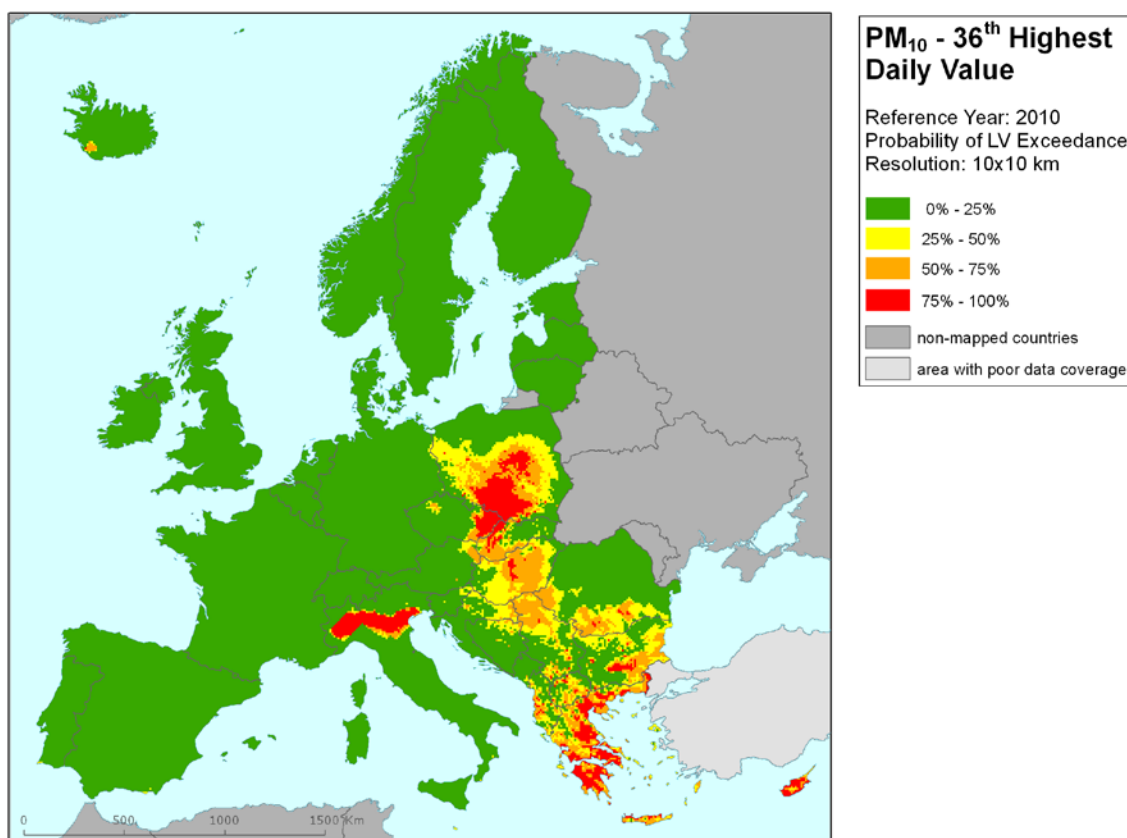 PM₁₀ - 36ᵗʰ Highest
Daily Value
Reference Year: 2010
Probability of LV Exceedance
Resolution: 10x10 km
0% - 25%
25% - 50%
50% - 75%
75% - 100%
non-mapped countries
area with poor data coverage
0 500 1000 1500 Km